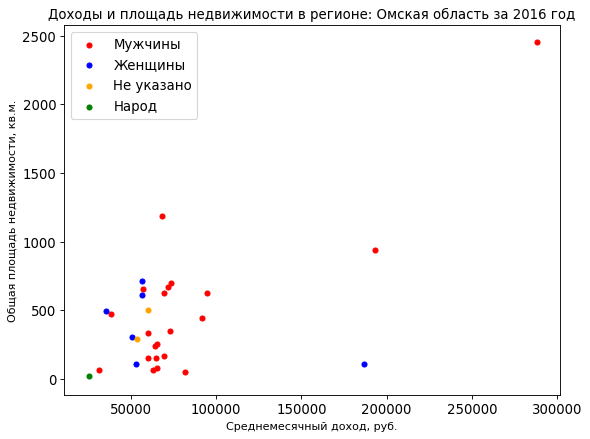 Доходы и площадь недвижимости в регионе: Омская область за 2016 год
Мужчины
Женщины
Не указано
Народ
Общая площадь недвижимости, кв.м.
2500
2000
1500
1000
500
0
50000 100000 150000 200000 250000 300000
Среднемесячный доход, руб.